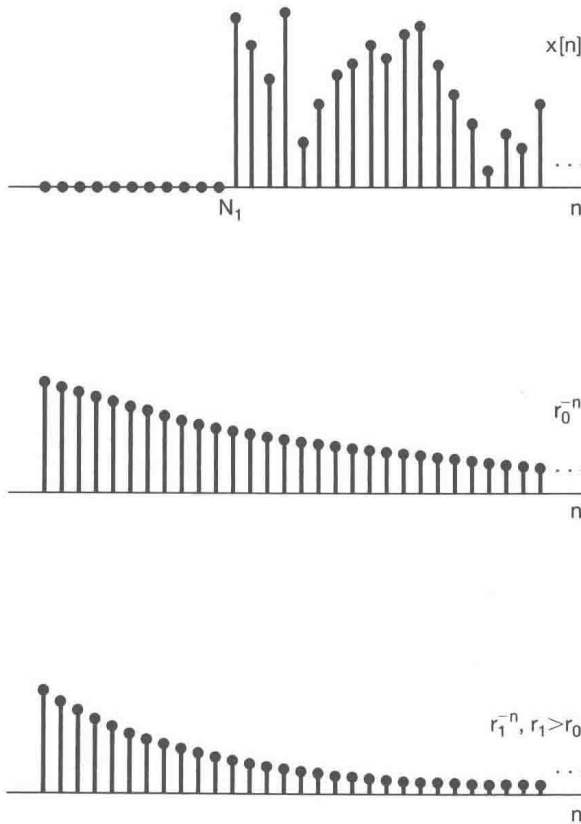 x[n]
. . .
N₁
n
r₀⁻ⁿ
. . .
n
r₁⁻ⁿ, r₁>r₀
. . .
n